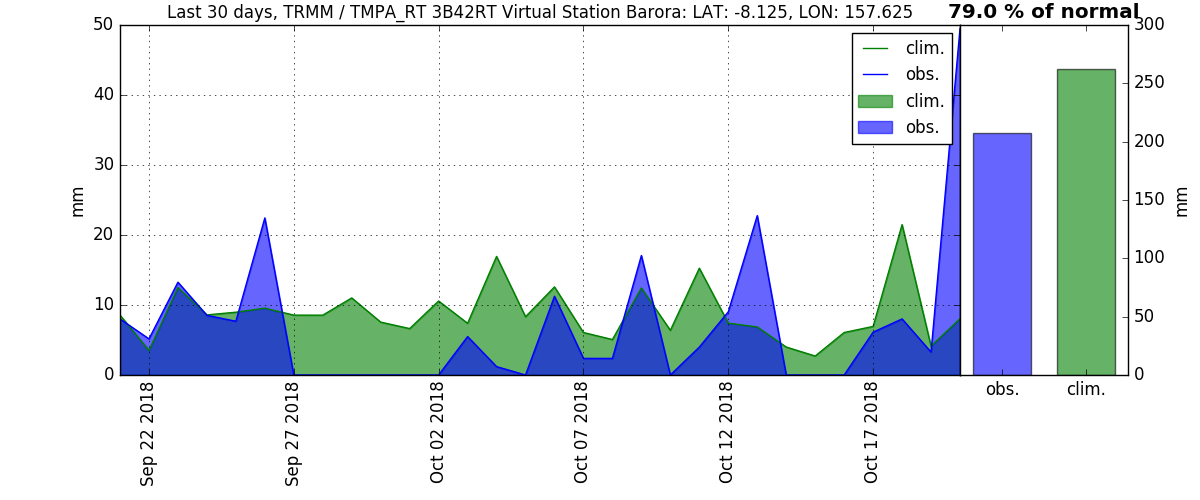 Last 30 days, TRMM / TMPA_RT 3B42RT Virtual Station Barora: LAT: -8.125, LON: 157.625
79.0 % of normal
50
40
30
20
10
0
mm
clim.
obs.
clim.
obs.
300
250
200
150
100
50
0
mm
Sep 22 2018
Sep 27 2018
Oct 02 2018
Oct 07 2018
Oct 12 2018
Oct 17 2018
obs.
clim.